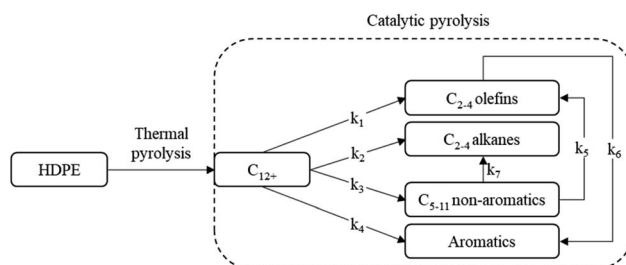 Catalytic pyrolysis
C₂₋₄ olefins
k₁
Thermal
pyrolysis
C₂₋₄ alkanes
k₂
k₅
k₆
HDPE
C₁₂₊
k₇
k₃
C₅₋₁₁ non-aromatics
k₄
Aromatics